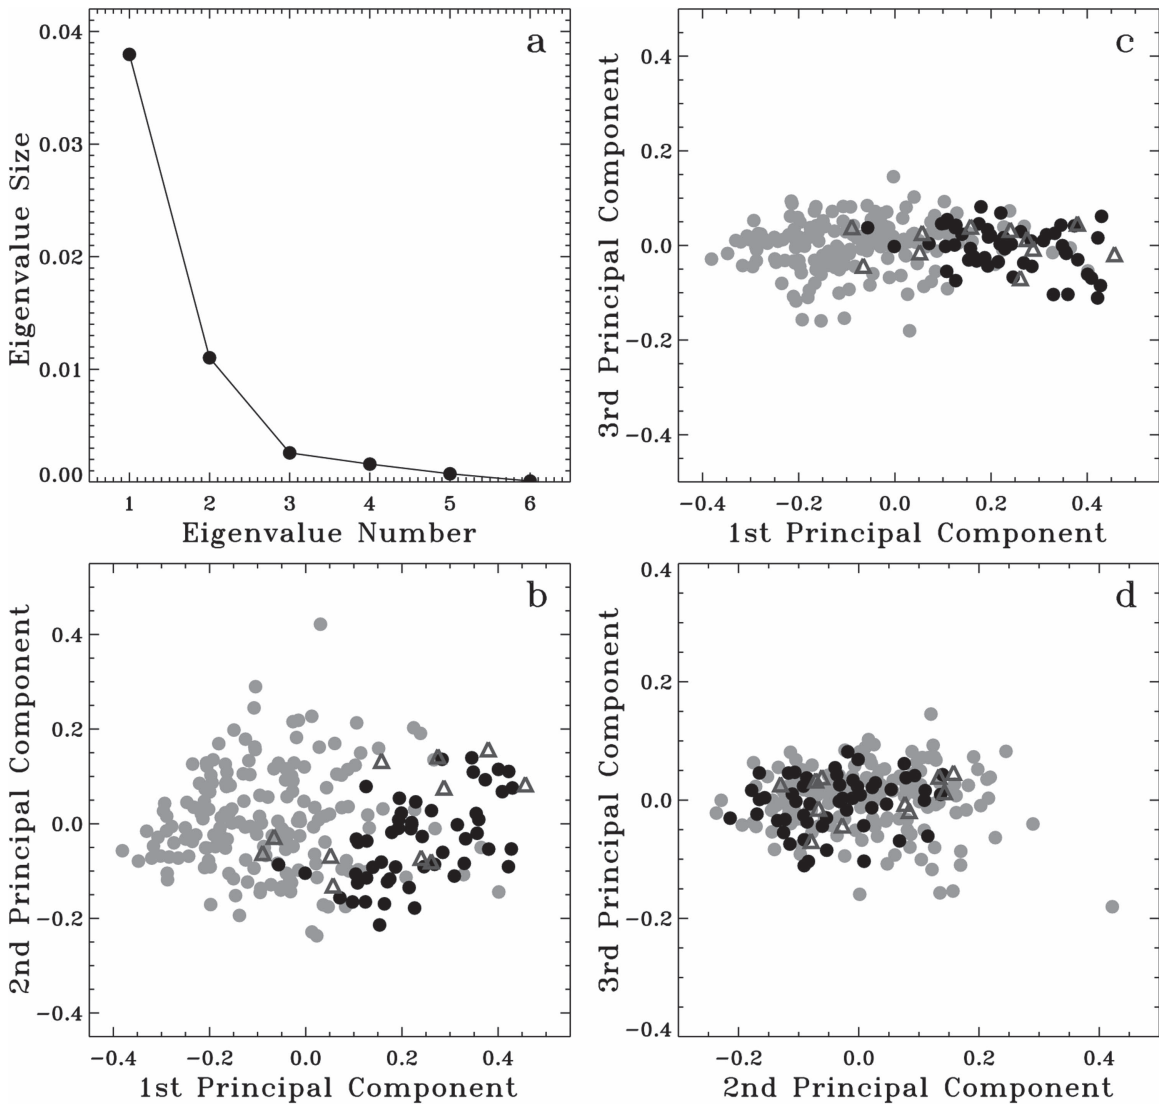 a
0.04
0.03
0.02
0.01
0.00
Eigenvalue Size
1 2 3 4 5 6
Eigenvalue Number
c
0.4
0.2
0.0
−0.2
−0.4
3rd Principal Component
−0.4 −0.2 0.0 0.2 0.4
1st Principal Component
b
0.4
0.2
0.0
−0.2
−0.4
2nd Principal Component
−0.4 −0.2 0.0 0.2 0.4
1st Principal Component
d
0.4
0.2
0.0
−0.2
−0.4
3rd Principal Component
−0.2 0.0 0.2 0.4
2nd Principal Component